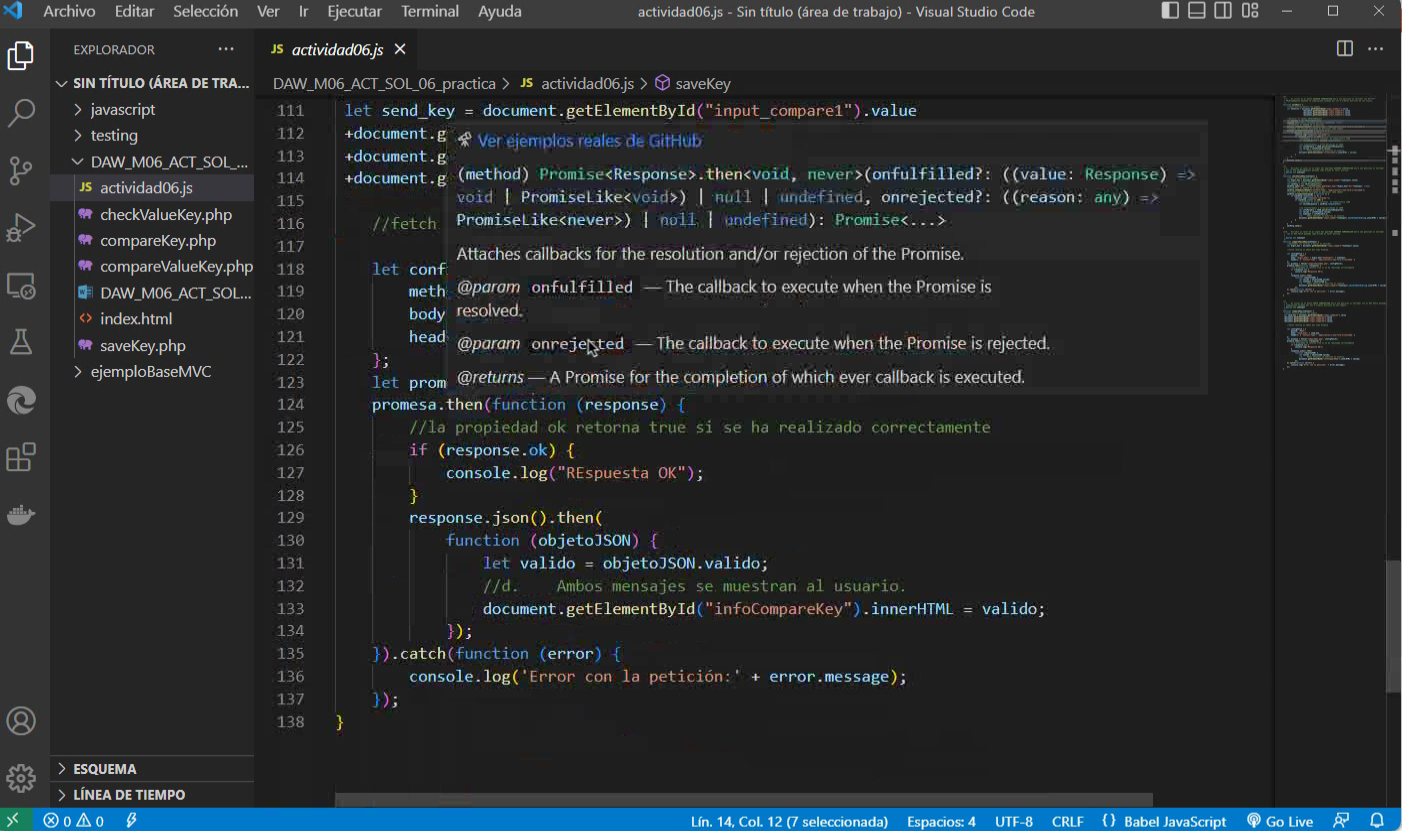 Archivo Editar Selección Ver Ir Ejecutar Terminal Ayuda
actividad06.js - Sin título (área de trabajo) - Visual Studio Code
EXPLORADOR
SIN TÍTULO (ÁREA DE TRA...
javascript
testing
DAW_M06_ACT_SOL_...
JS actividad06.js
checkValueKey.php
compareKey.php
compareValueKey.php
DAW_M06_ACT_SOL...
index.html
saveKey.php
ejemploBaseMVC
ESQUEMA
LÍNEA DE TIEMPO
JS actividad06.js
DAW_M06_ACT_SOL_06_practica > JS actividad06.js > saveKey
111 let send_key = document.getElementById("input_compare1").value
112 +document.g
113 +document.g
114 +document.g
115
116 //fetch
117
118 let conf
119 meth
120 body
121 head
122 };
123 let prom
124 promesa.then(function (response) {
125 //la propiedad ok retorna true si se ha realizado correctamente
126 if (response.ok) {
127 console.log("REspuesta OK");
128 }
129 response.json().then(
130 function (objetoJSON) {
131 let valido = objetoJSON.valido;
132 //d. Ambos mensajes se muestran al usuario.
133 document.getElementById("infoCompareKey").innerHTML = valido;
134 });
135 }).catch(function (error) {
136 console.log('Error con la petición:' + error.message);
137 });
138 }
Ver ejemplos reales de GitHub
(method) Promise<Response>.then<void, never>(onfulfilled?: ((value: Response) =>
void | PromiseLike<void>) | null | undefined, onrejected?: ((reason: any) =>
PromiseLike<never>) | null | undefined): Promise<...>
Attaches callbacks for the resolution and/or rejection of the Promise.
@param onfulfilled — The callback to execute when the Promise is
resolved.
@param onrejected — The callback to execute when the Promise is rejected.
@returns — A Promise for the completion of which ever callback is executed.
0 0
Lín. 14, Col. 12 (7 seleccionada) Espacios: 4 UTF-8 CRLF {} Babel JavaScript Go Live